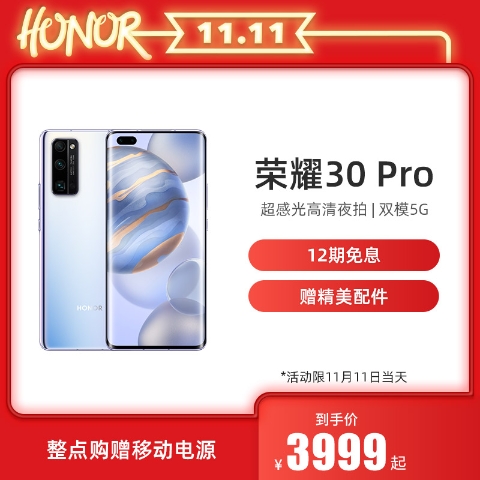 HONOR 11.11
荣耀30 Pro
超感光高清夜拍 | 双模5G
12期免息
赠精美配件
HONOR
*活动限11月11日当天
整点购赠移动电源
到手价
¥3999起